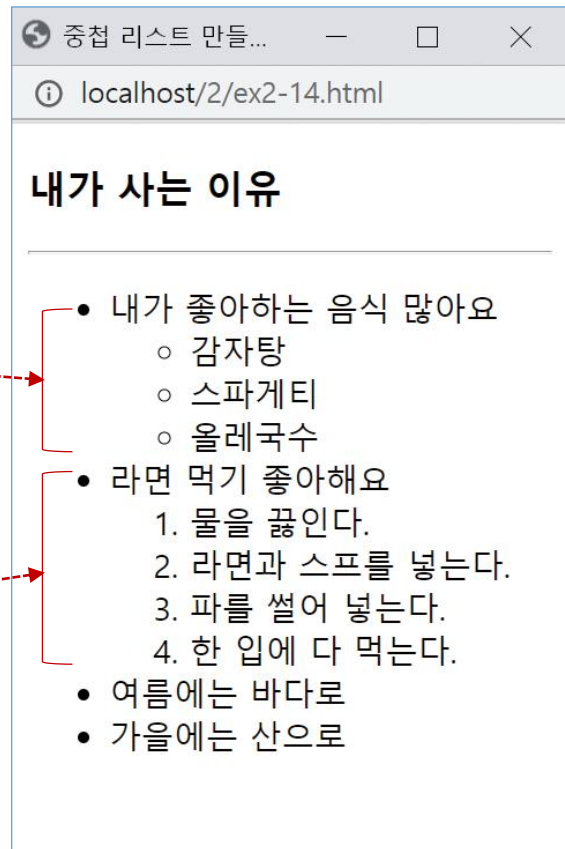 중첩 리스트 만들...
localhost/2/ex2-14.html
내가 사는 이유
• 내가 좋아하는 음식 많아요
○ 감자탕
○ 스파게티
○ 올레국수
• 라면 먹기 좋아해요
1. 물을 끓인다.
2. 라면과 스프를 넣는다.
3. 파를 썰어 넣는다.
4. 한 입에 다 먹는다.
• 여름에는 바다로
• 가을에는 산으로